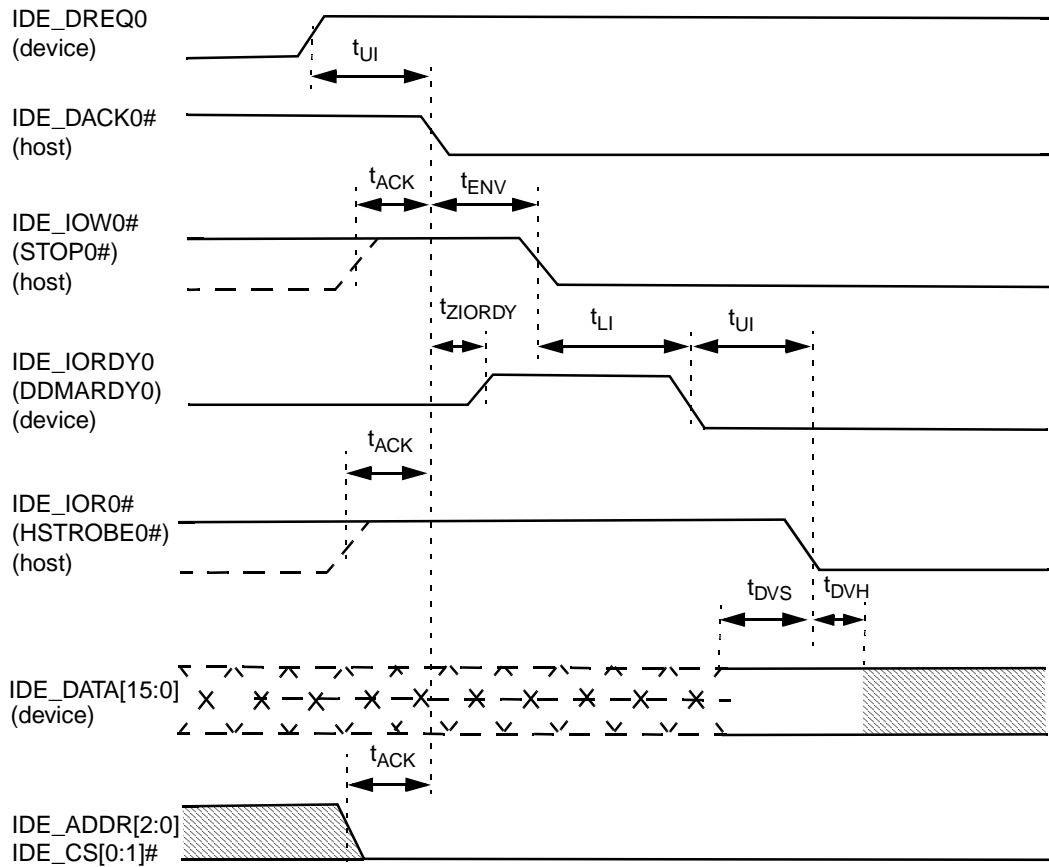 IDE_DREQ0
(device)
tUI
IDE_DACK0#
(host)
tACK
tENV
IDE_IOW0#
(STOP0#)
(host)
tZIORDY
tLI
tUI
IDE_IORDY0
(DDMARDY0)
(device)
tACK
IDE_IOR0#
(HSTROBE0#)
(host)
tDVS
tDVH
IDE_DATA[15:0]
(device)
tACK
IDE_ADDR[2:0]
IDE_CS[0:1]#